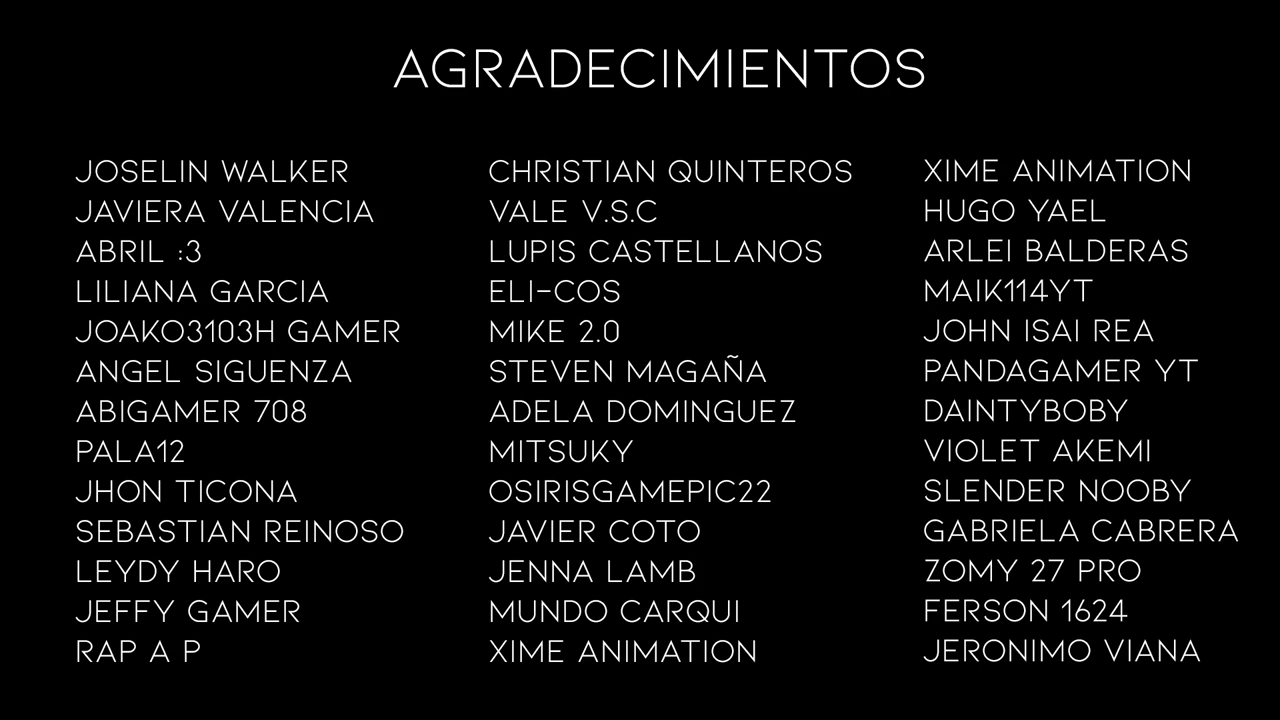 AGRADECIMIENTOS
JOSELIN WALKER
JAVIERA VALENCIA
ABRIL :3
LILIANA GARCIA
JOAKO3103H GAMER
ANGEL SIGUENZA
ABIGAMER 708
PALA12
JHON TICONA
SEBASTIAN REINOSO
LEYDY HARO
JEFFY GAMER
RAP A P
CHRISTIAN QUINTEROS
VALE V.S.C
LUPIS CASTELLANOS
ELI-COS
MIKE 2.0
STEVEN MAGAÑA
ADELA DOMINGUEZ
MITSUKY
OSIRISGAMEPIC22
JAVIER COTO
JENNA LAMB
MUNDO CARQUI
XIME ANIMATION
XIME ANIMATION
HUGO YAEL
ARLEI BALDERAS
MAIK114YT
JOHN ISAI REA
PANDAGAMER YT
DAINTYBOBY
VIOLET AKEMI
SLENDER NOOBY
GABRIELA CABRERA
ZOMY 27 PRO
FERSON 1624
JERONIMO VIANA